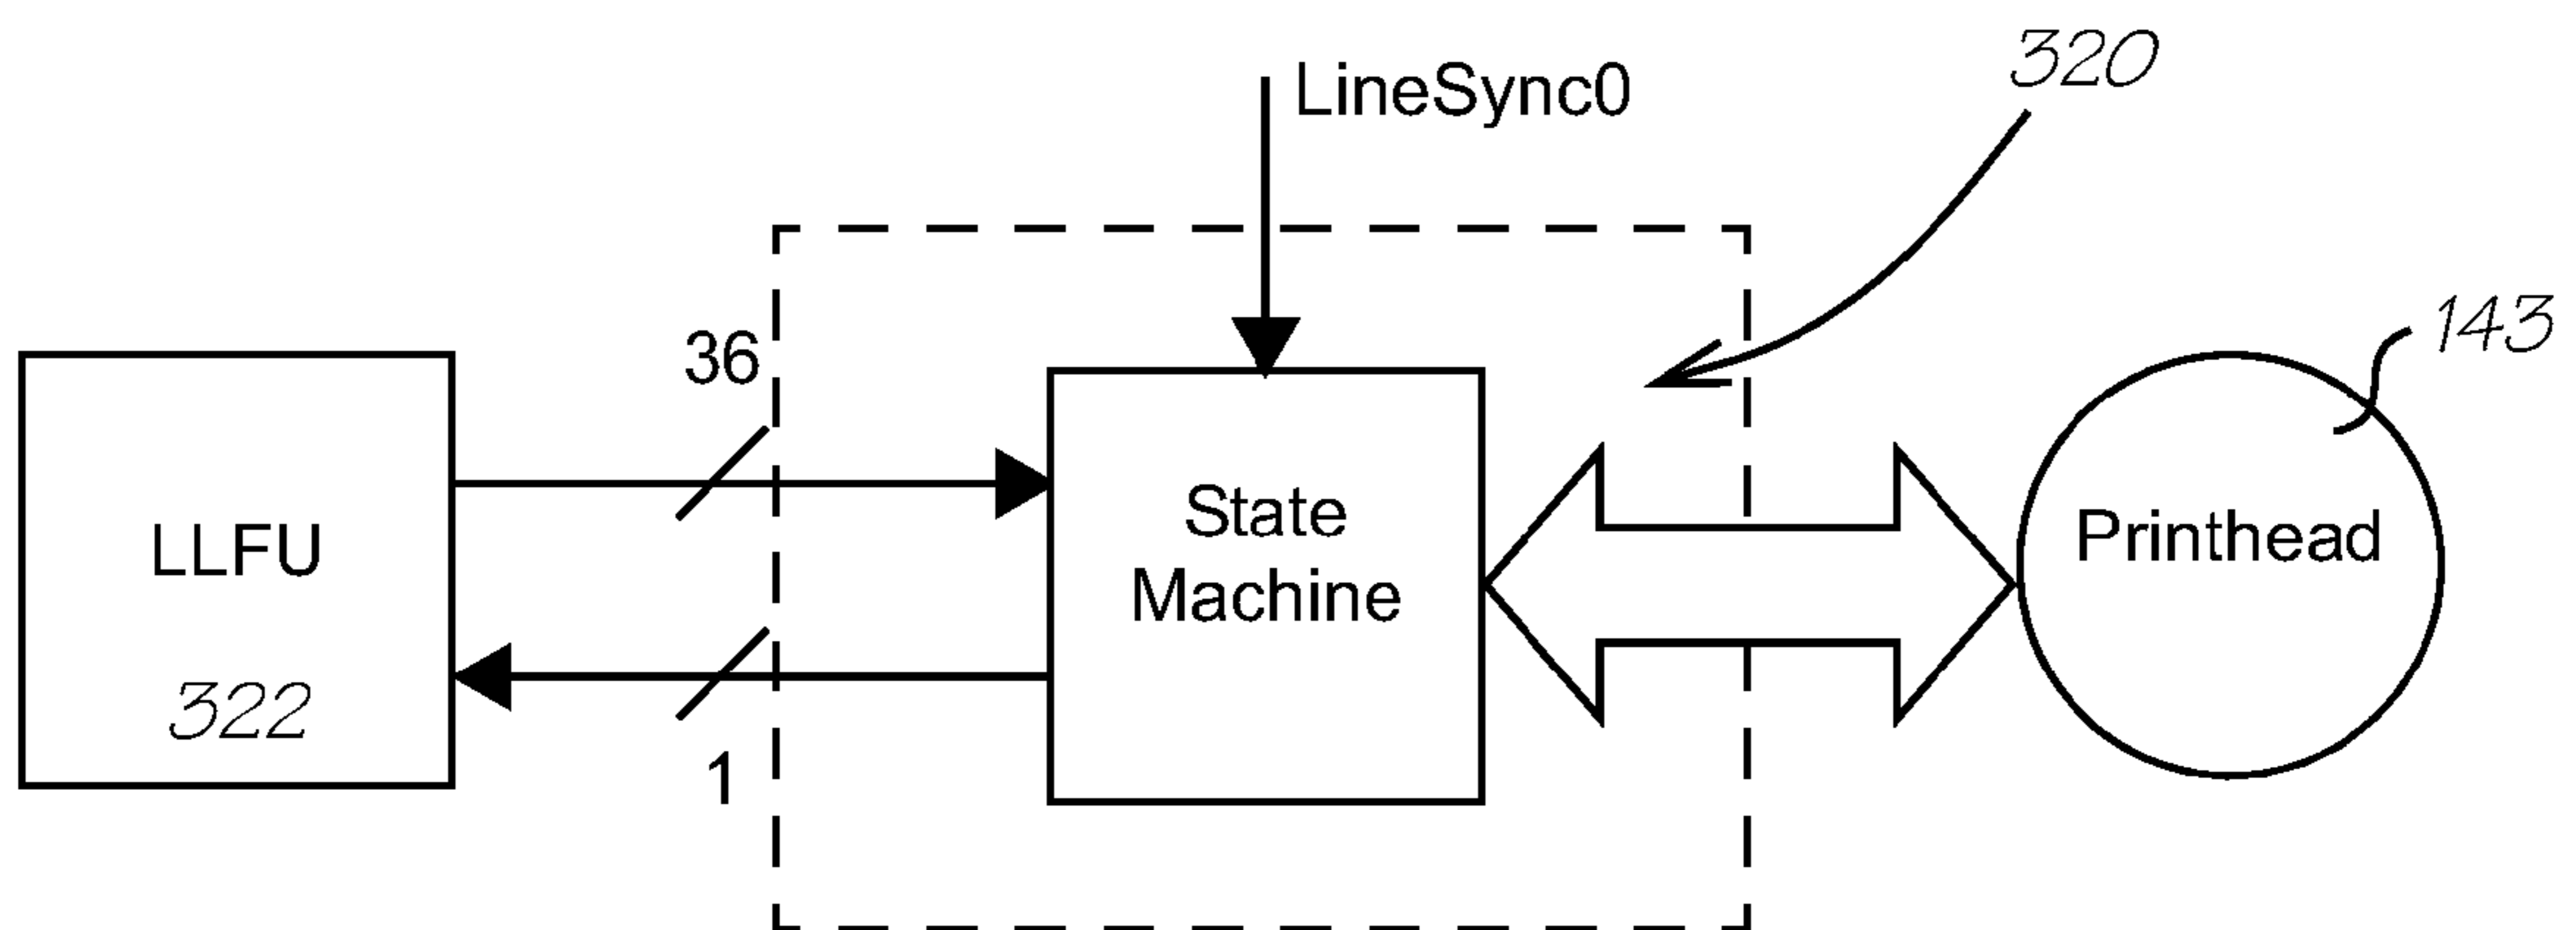 LineSync0
320
143
36
LLFU
322
1
State
Machine
Printhead